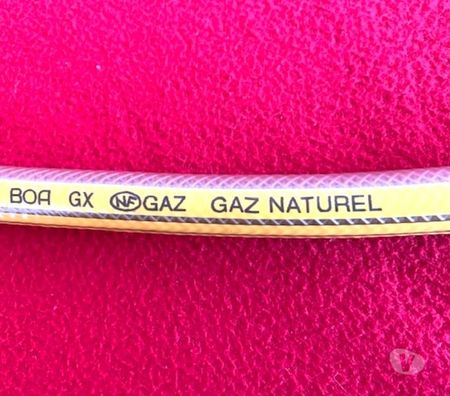 BOA GX NF GAZ GAZ NATUREL
V